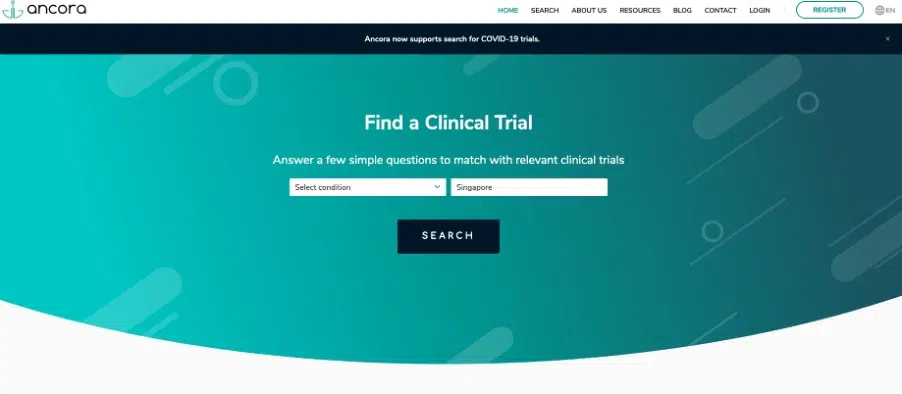 ancora
HOME SEARCH ABOUT US RESOURCES BLOG CONTACT LOGIN REGISTER EN
Ancora now supports search for COVID-19 trials. ×
Find a Clinical Trial
Answer a few simple questions to match with relevant clinical trials
Select condition Singapore
SEARCH